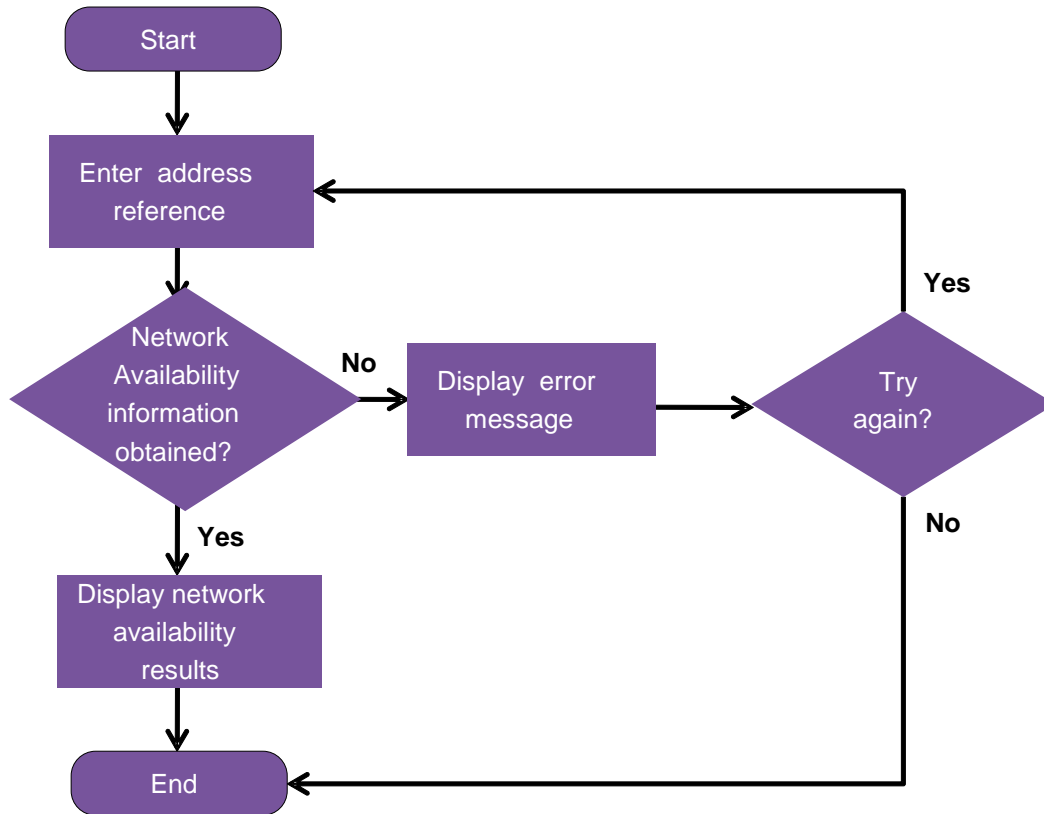 Start
Enter address
reference
Network
Availability
information
obtained?
No
Display error
message
Try
again?
Yes
No
Yes
Display network
availability
results
End